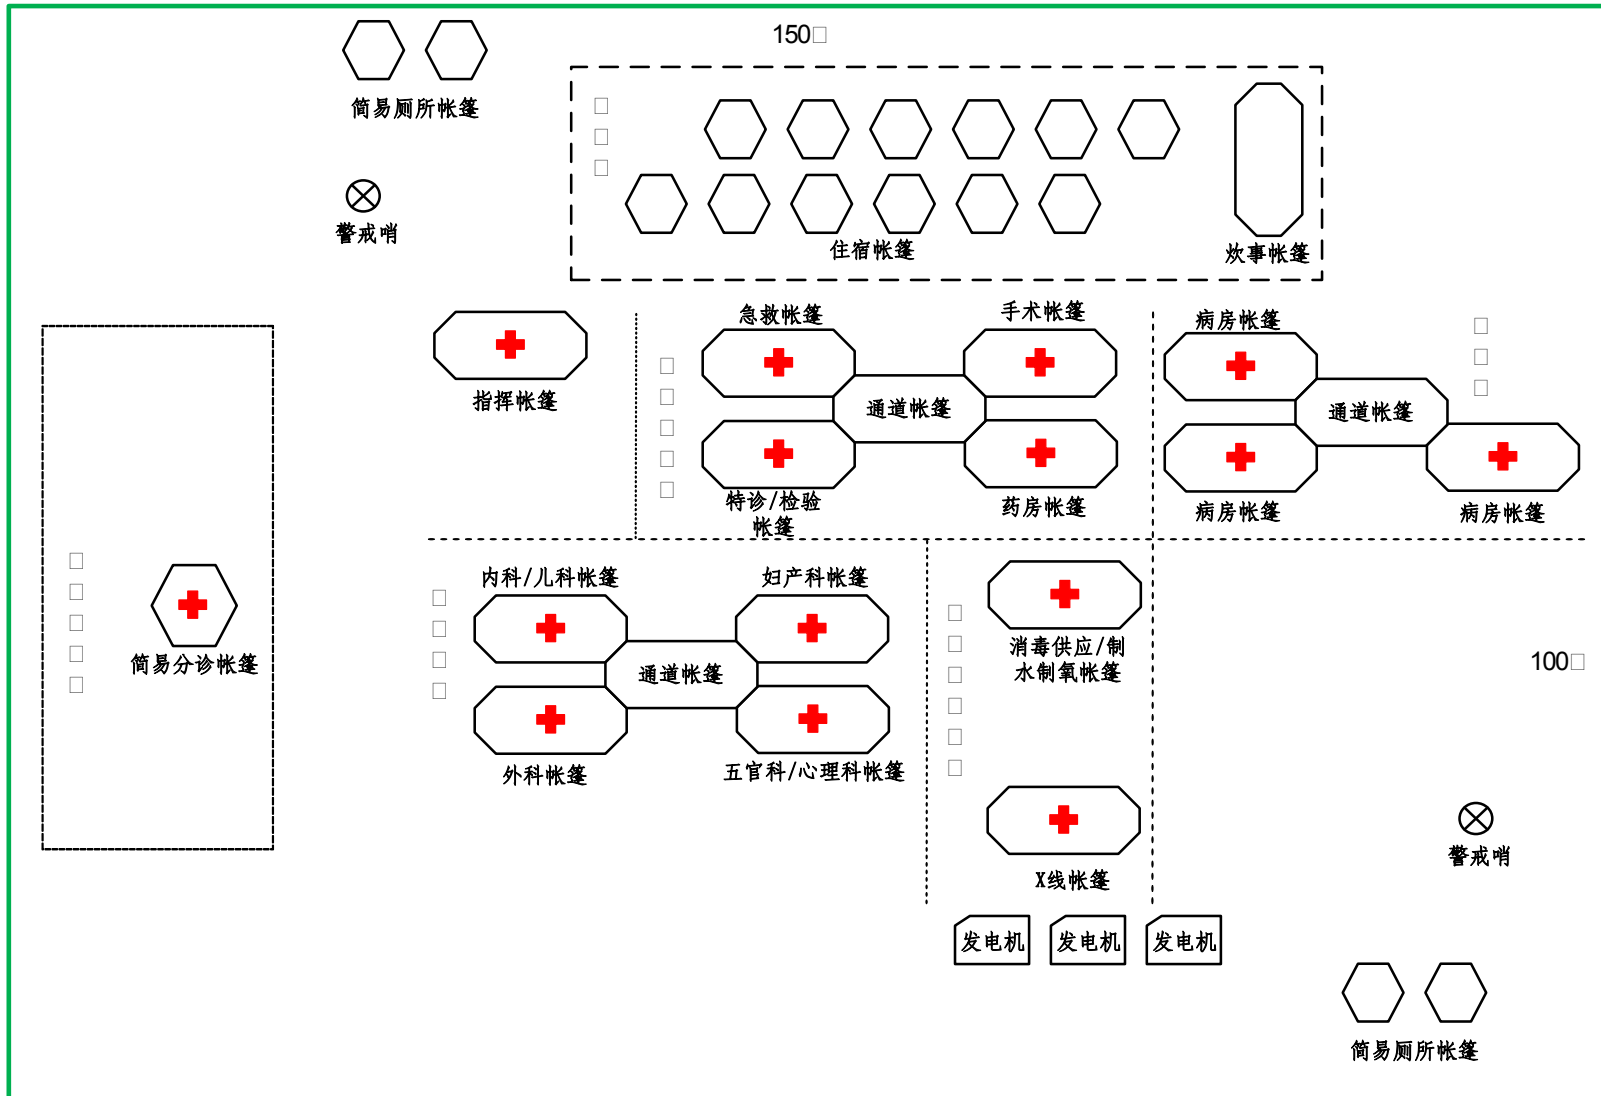 150
简易厕所帐篷
警戒哨
住宿帐篷
炊事帐篷
急救帐篷
手术帐篷
病房帐篷
指挥帐篷
通道帐篷
通道帐篷
特诊/检验
帐篷
药房帐篷
病房帐篷
病房帐篷
内科/儿科帐篷
妇产科帐篷
消毒供应/制
水制氧帐篷
简易分诊帐篷
通道帐篷
100
外科帐篷
五官科/心理科帐篷
X线帐篷
警戒哨
发电机
发电机
发电机
简易厕所帐篷